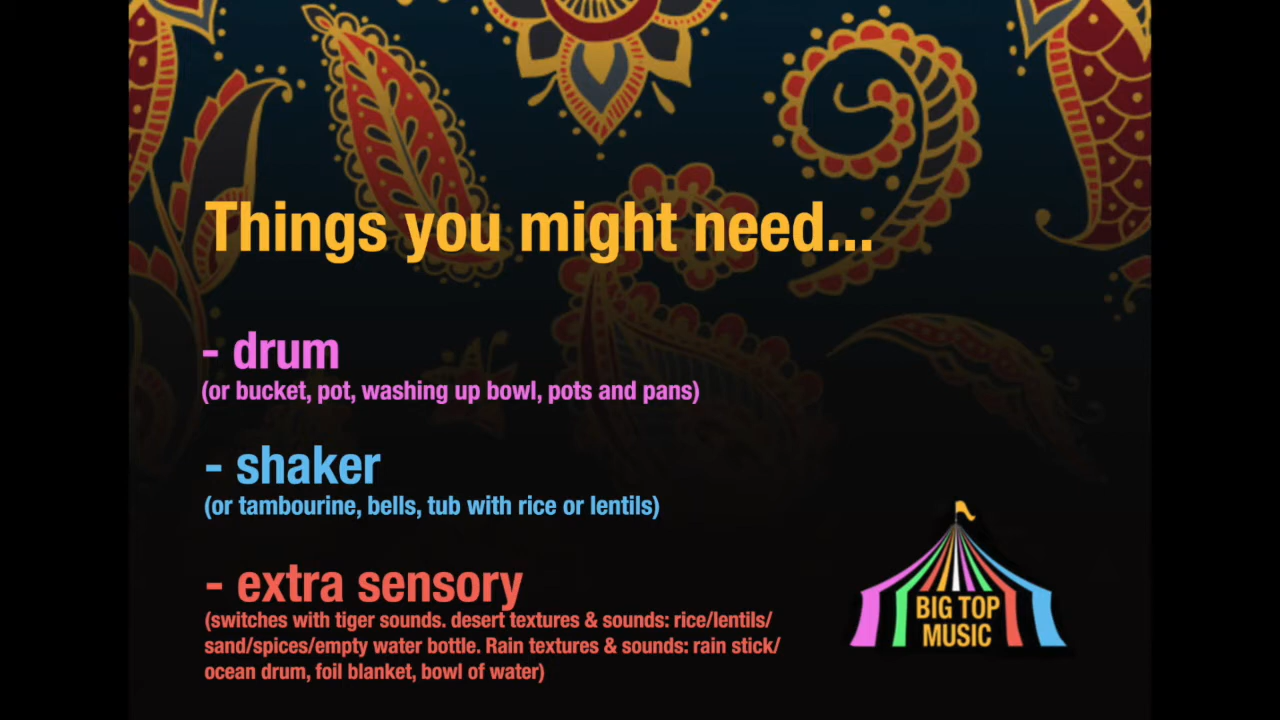 Things you might need...
- drum
(or bucket, pot, washing up bowl, pots and pans)
- shaker
(or tambourine, bells, tub with rice or lentils)
- extra sensory
(switches with tiger sounds. desert textures & sounds: rice/lentils/
sand/spices/empty water bottle. Rain textures & sounds: rain stick/
ocean drum, foil blanket, bowl of water)
BIG TOP
MUSIC